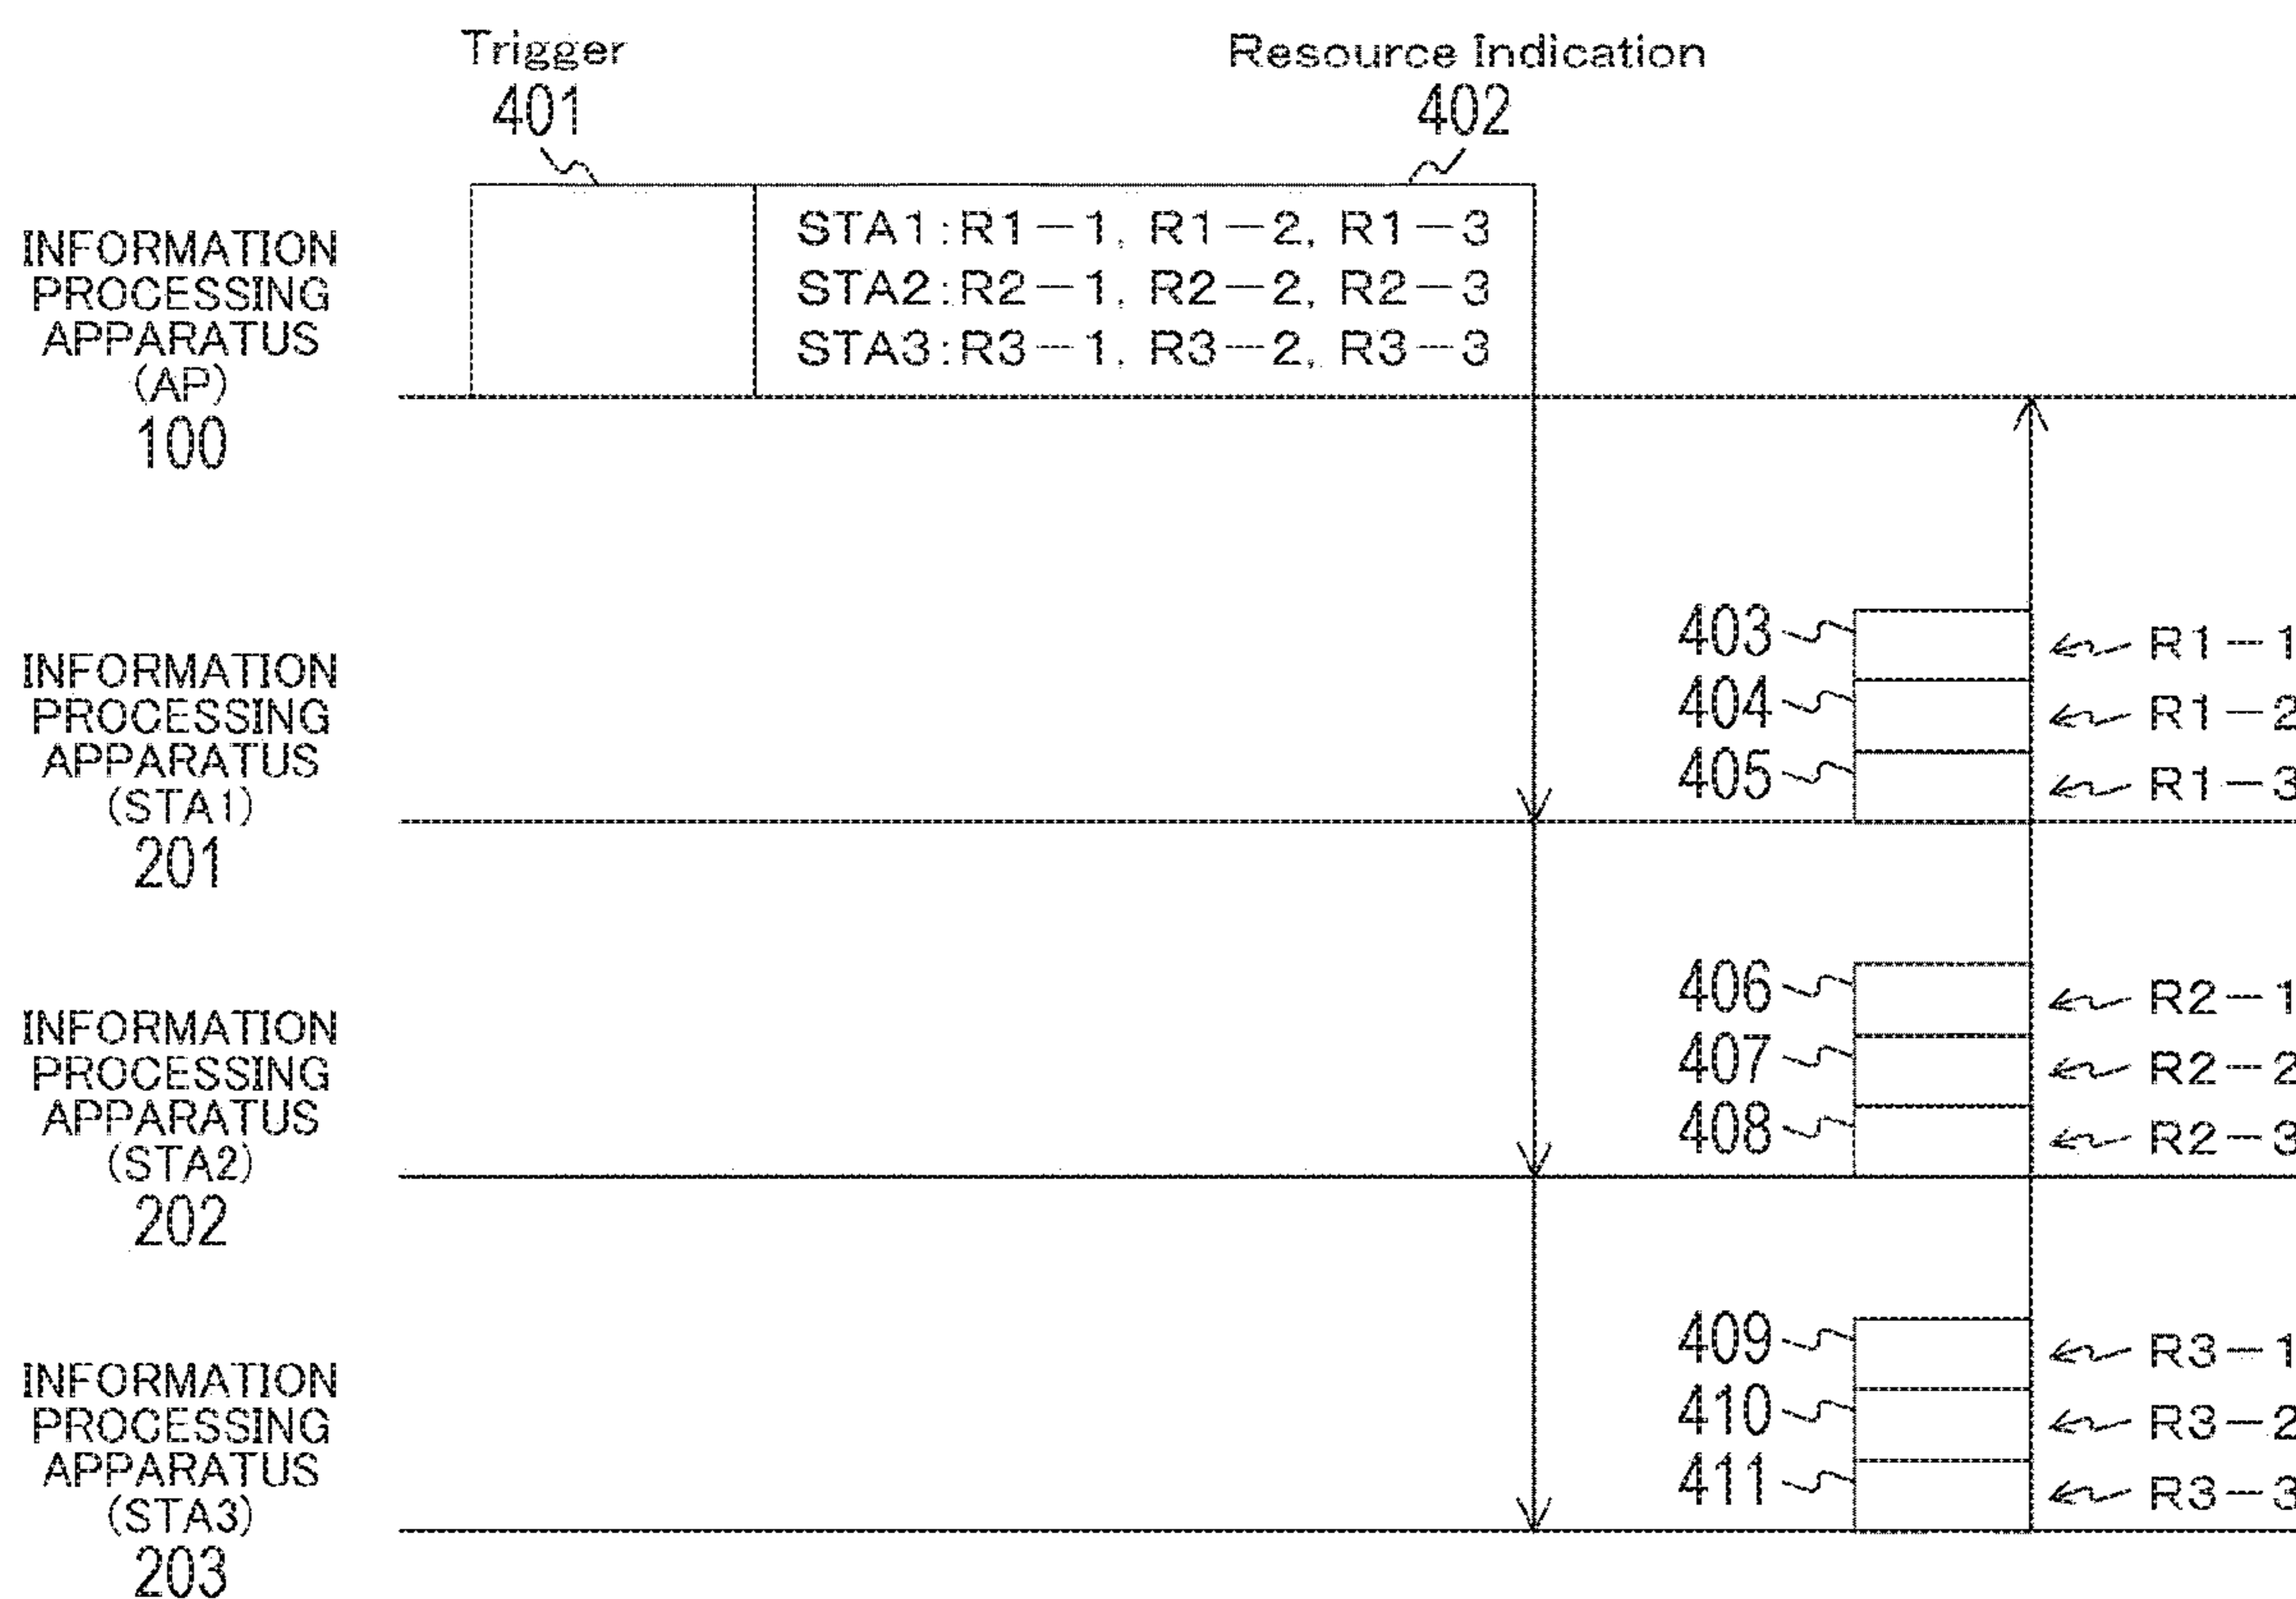 Trigger
401
Resource Indication
402
STA1:R1-1, R1-2, R1-3
STA2:R2-1, R2-2, R2-3
STA3:R3-1, R3-2, R3-3
INFORMATION
PROCESSING
APPARATUS
(AP)
100
INFORMATION
PROCESSING
APPARATUS
(STA1)
201
403
404
405
R1-1
R1-2
R1-3
INFORMATION
PROCESSING
APPARATUS
(STA2)
202
406
407
408
R2-1
R2-2
R2-3
INFORMATION
PROCESSING
APPARATUS
(STA3)
203
409
410
411
R3-1
R3-2
R3-3